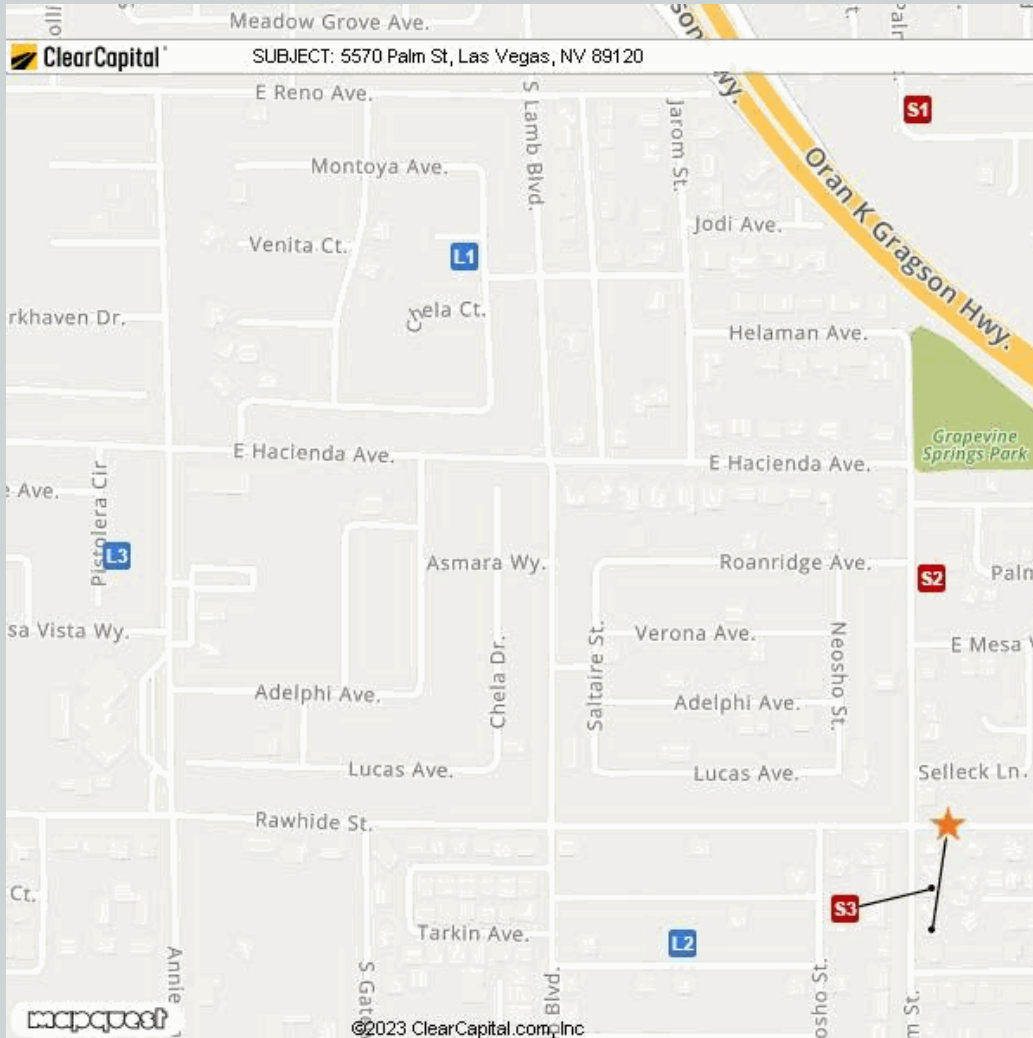 Meadow Grove Ave.
ClearCapital
SUBJECT: 5570 Palm St, Las Vegas, NV 89120
E Reno Ave.
S Lamb Blvd.
Jarom St.
S1
Montoya Ave.
Oran K Gragson Hwy.
Jodi Ave.
Venita Ct.
L1
Chela Ct.
rkhaven Dr.
Helaman Ave.
E Hacienda Ave.
Grapevine
Springs Park
E Hacienda Ave.
e Ave.
Pistolera Cir
L3
Asmara Wy.
Roanridge Ave.
S2
Palm
sa Vista Wy.
Chela Dr.
Saltaire St.
Verona Ave.
Neosho St.
E Mesa
Adelphi Ave.
Adelphi Ave.
Lucas Ave.
Lucas Ave.
Selleck Ln.
Rawhide St.
Ct.
S3
Tarkin Ave.
L2
Annie
S Gate
Blvd.
osho St.
m St.
mapquest
©2023 ClearCapital.com, Inc